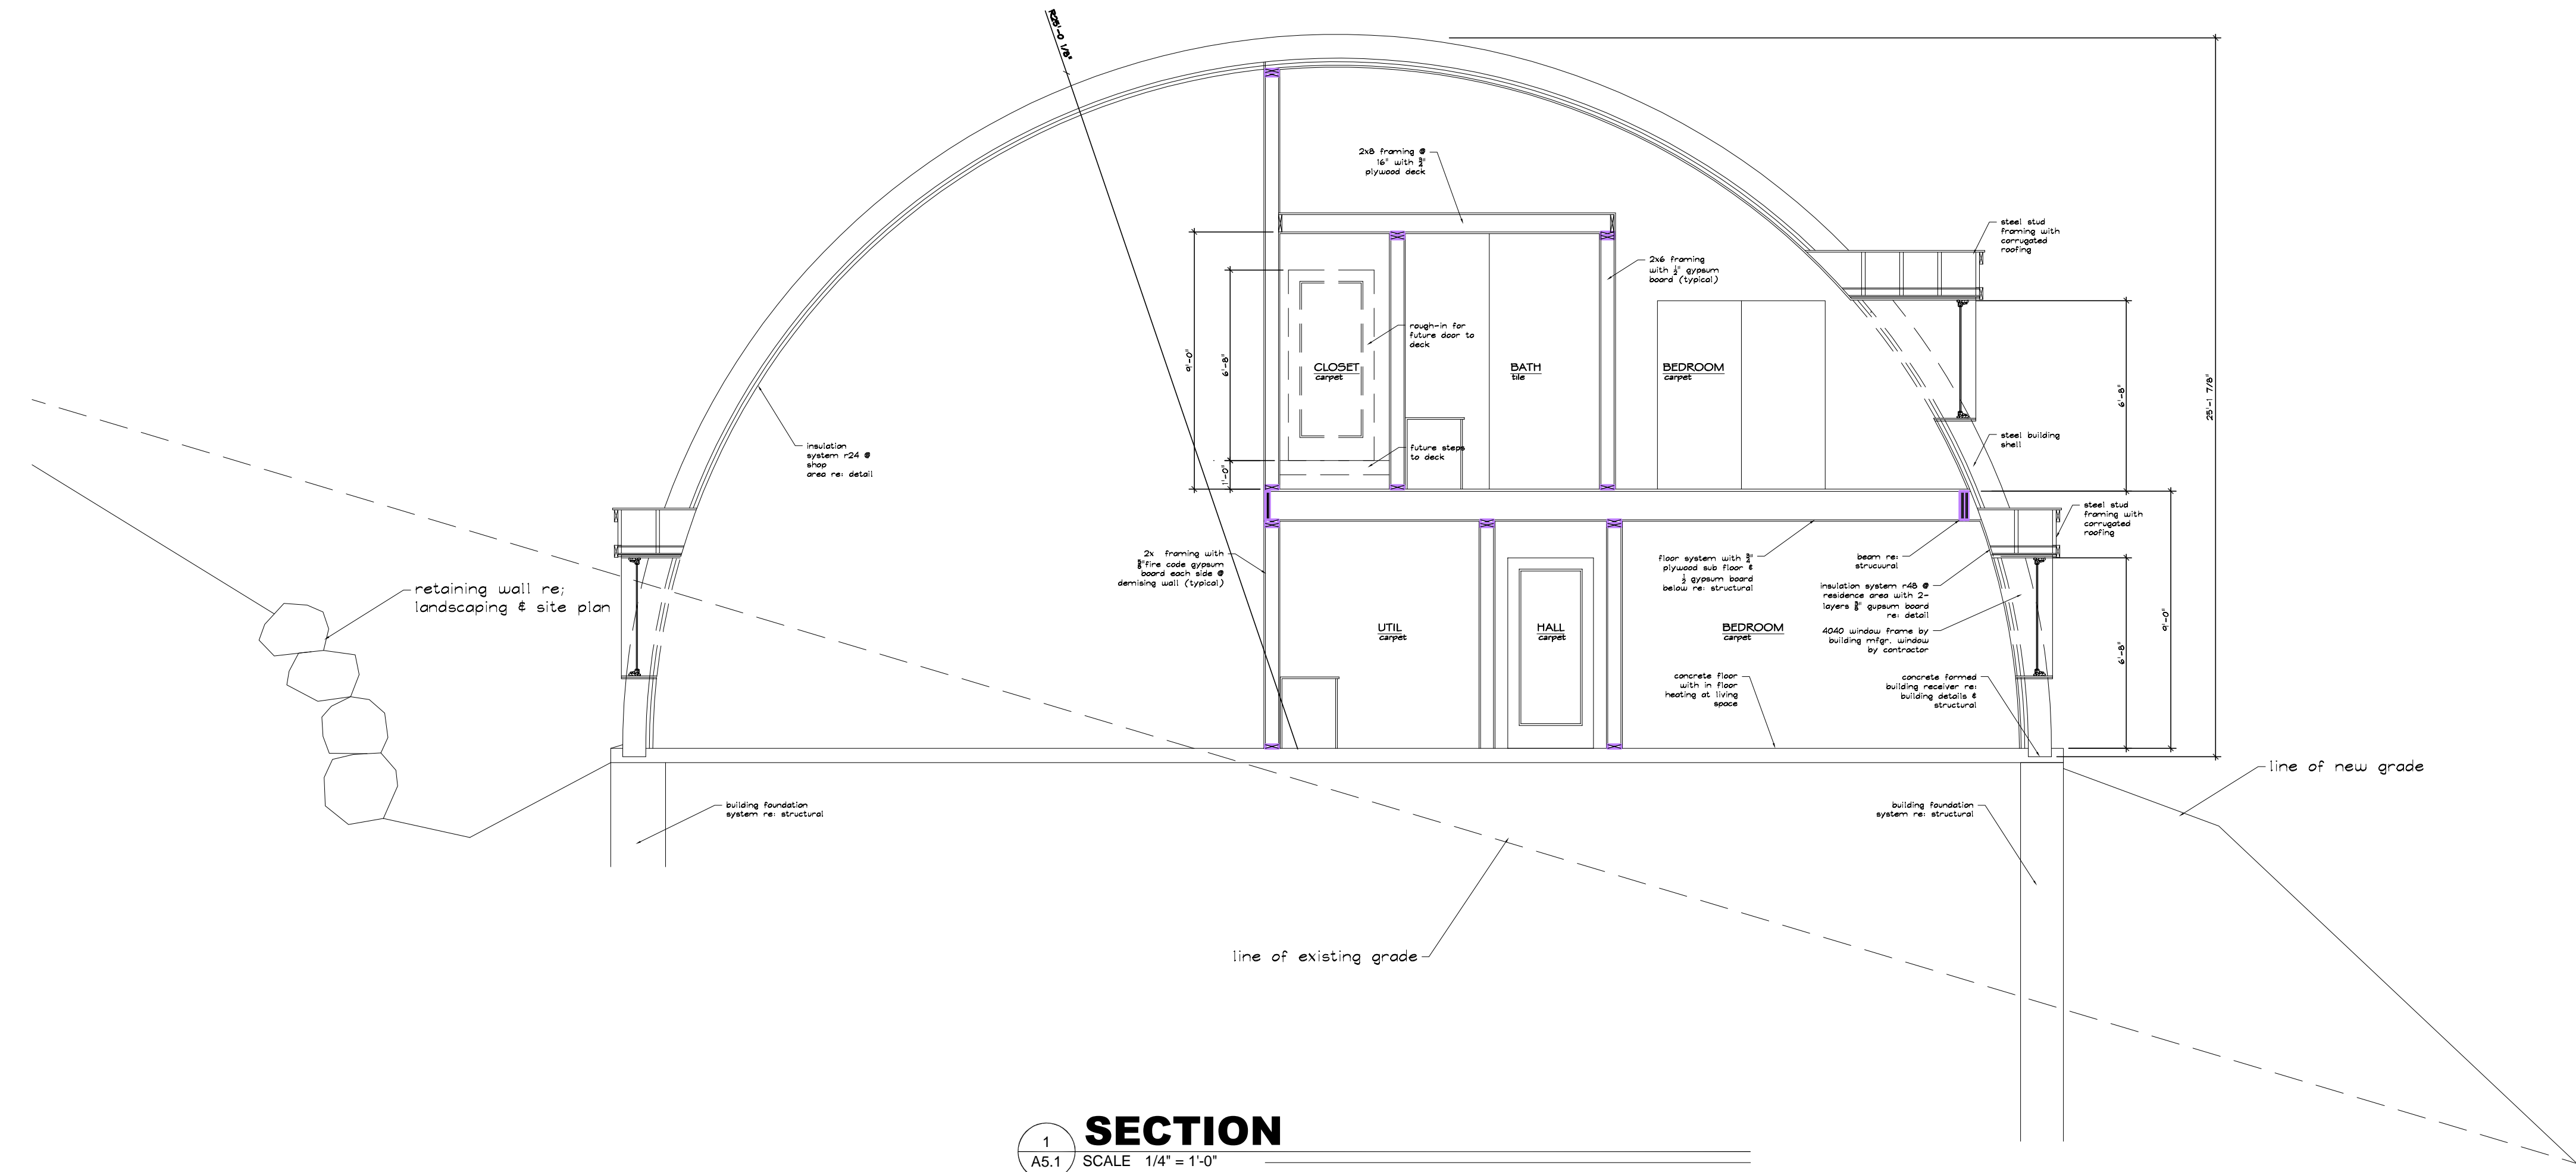 R25'-0 1/8"
2x8 framing @
16" with 3/4"
plywood deck
steel stud
framing with
corrugated
roofing
2x6 framing
with 1/2" gypsum
board (typical)
rough-in for
future door to
deck
9'-0"
6'-8"
1'-0"
CLOSET
carpet
BATH
tile
BEDROOM
carpet
6'-8"
25'-1 7/8"
insulation
system r24 @
shop
area re: detail
future steps
to deck
steel building
shell
steel stud
framing with
corrugated
roofing
2x framing with
5/8"fire code gypsum
board each side @
demising wall (typical)
floor system with 3/4"
plywood sub floor &
1/2 gypsum board
below re: structural
beam re:
strucuural
insulation system r48 @
residence area with 2-
layers 5/8" gupsum board
re: detail
4040 window frame by
building mfgr. window
by contractor
retaining wall re;
landscaping & site plan
UTIL
carpet
HALL
carpet
BEDROOM
carpet
6'-8"
9'-0"
concrete floor
with in floor
heating at living
space
concrete formed
building receiver re:
building details &
structural
line of new grade
building foundation
system re: structural
building foundation
system re: structural
line of existing grade
1
A5.1
SECTION
SCALE 1/4" = 1'-0"